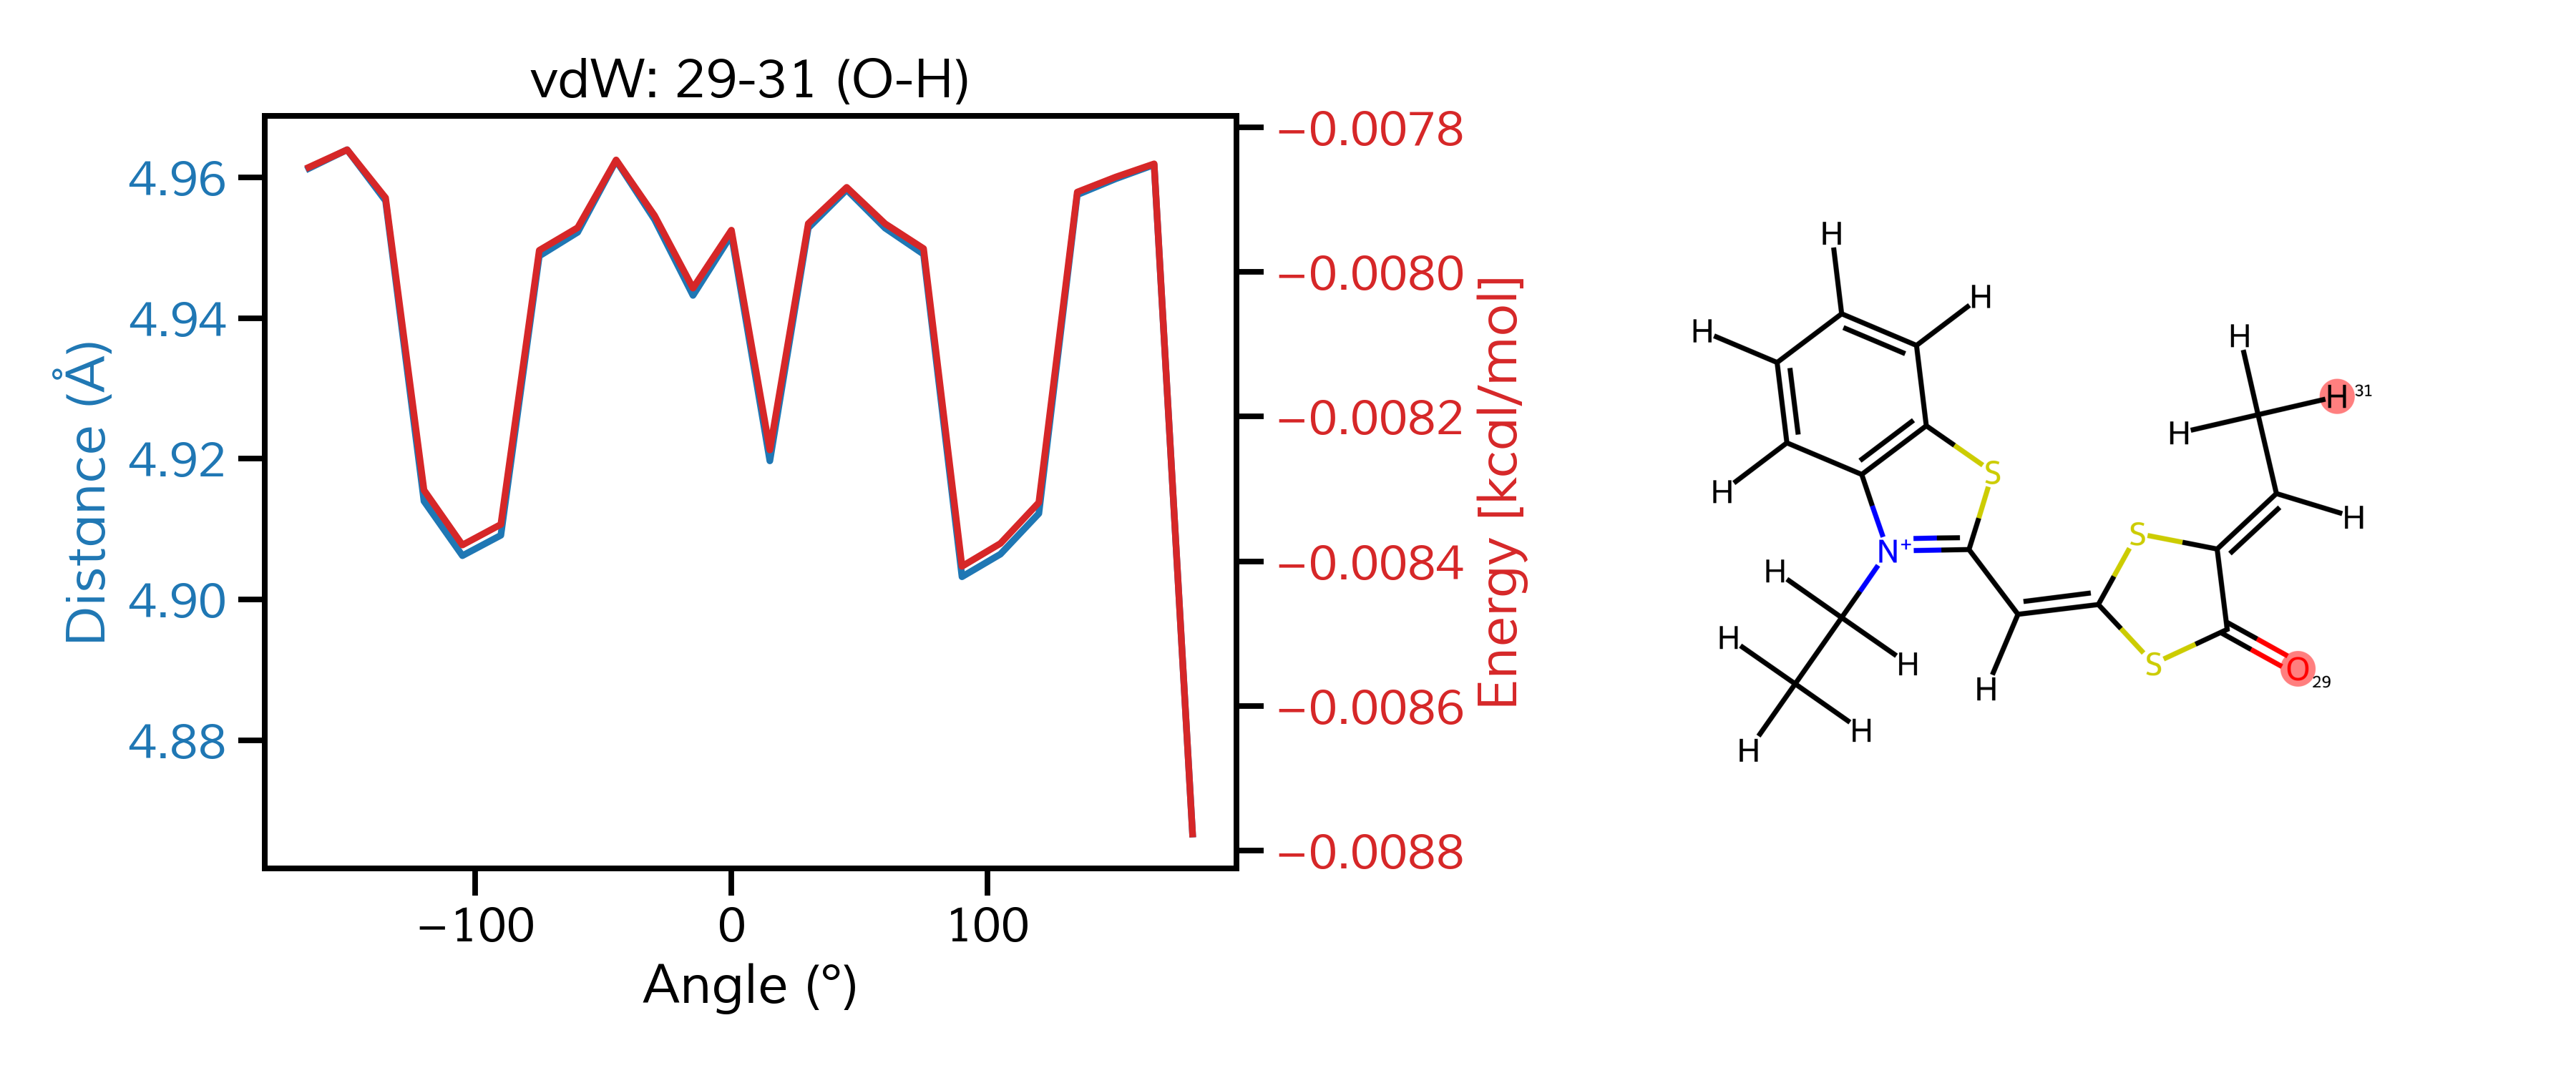 vdW: 29-31 (O-H)
4.96
4.94
4.92
4.90
4.88
Distance (Å)
−0.0078
−0.0080
−0.0082
−0.0084
−0.0086
−0.0088
Energy [kcal/mol]
−100 0 100
Angle (°)
H
H
H
H
H
H 31
H
S
H
S
N+
H
H
H
S
O 29
H
H
H
H